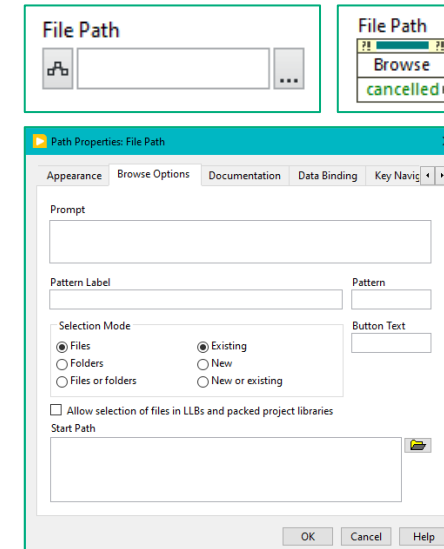 File Path
...
File Path
?! ?!
Browse
cancelled
Path Properties: File Path
Appearance Browse Options Documentation Data Binding Key Navig
Prompt
Pattern Label Pattern
Selection Mode Button Text
Files Existing
Folders New
Files or folders New or existing
Allow selection of files in LLBs and packed project libraries
Start Path
OK Cancel Help